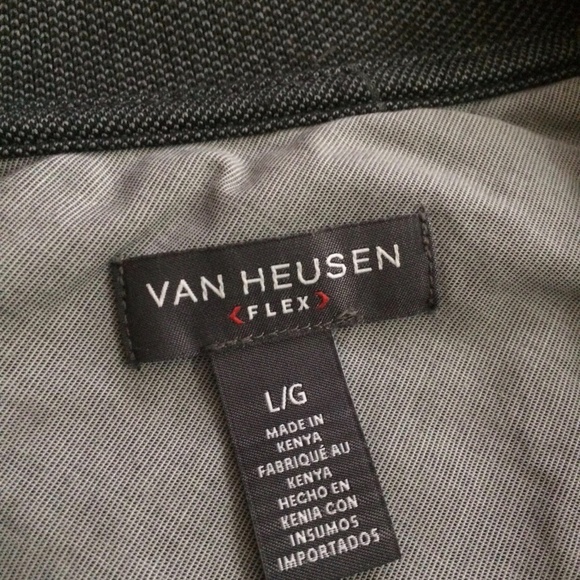 VAN HEUSEN
FLEX
L/G
MADE IN
KENYA
FABRIQUÉ AU
KENYA
HECHO EN
KENIA CON
INSUMOS
IMPORTADOS